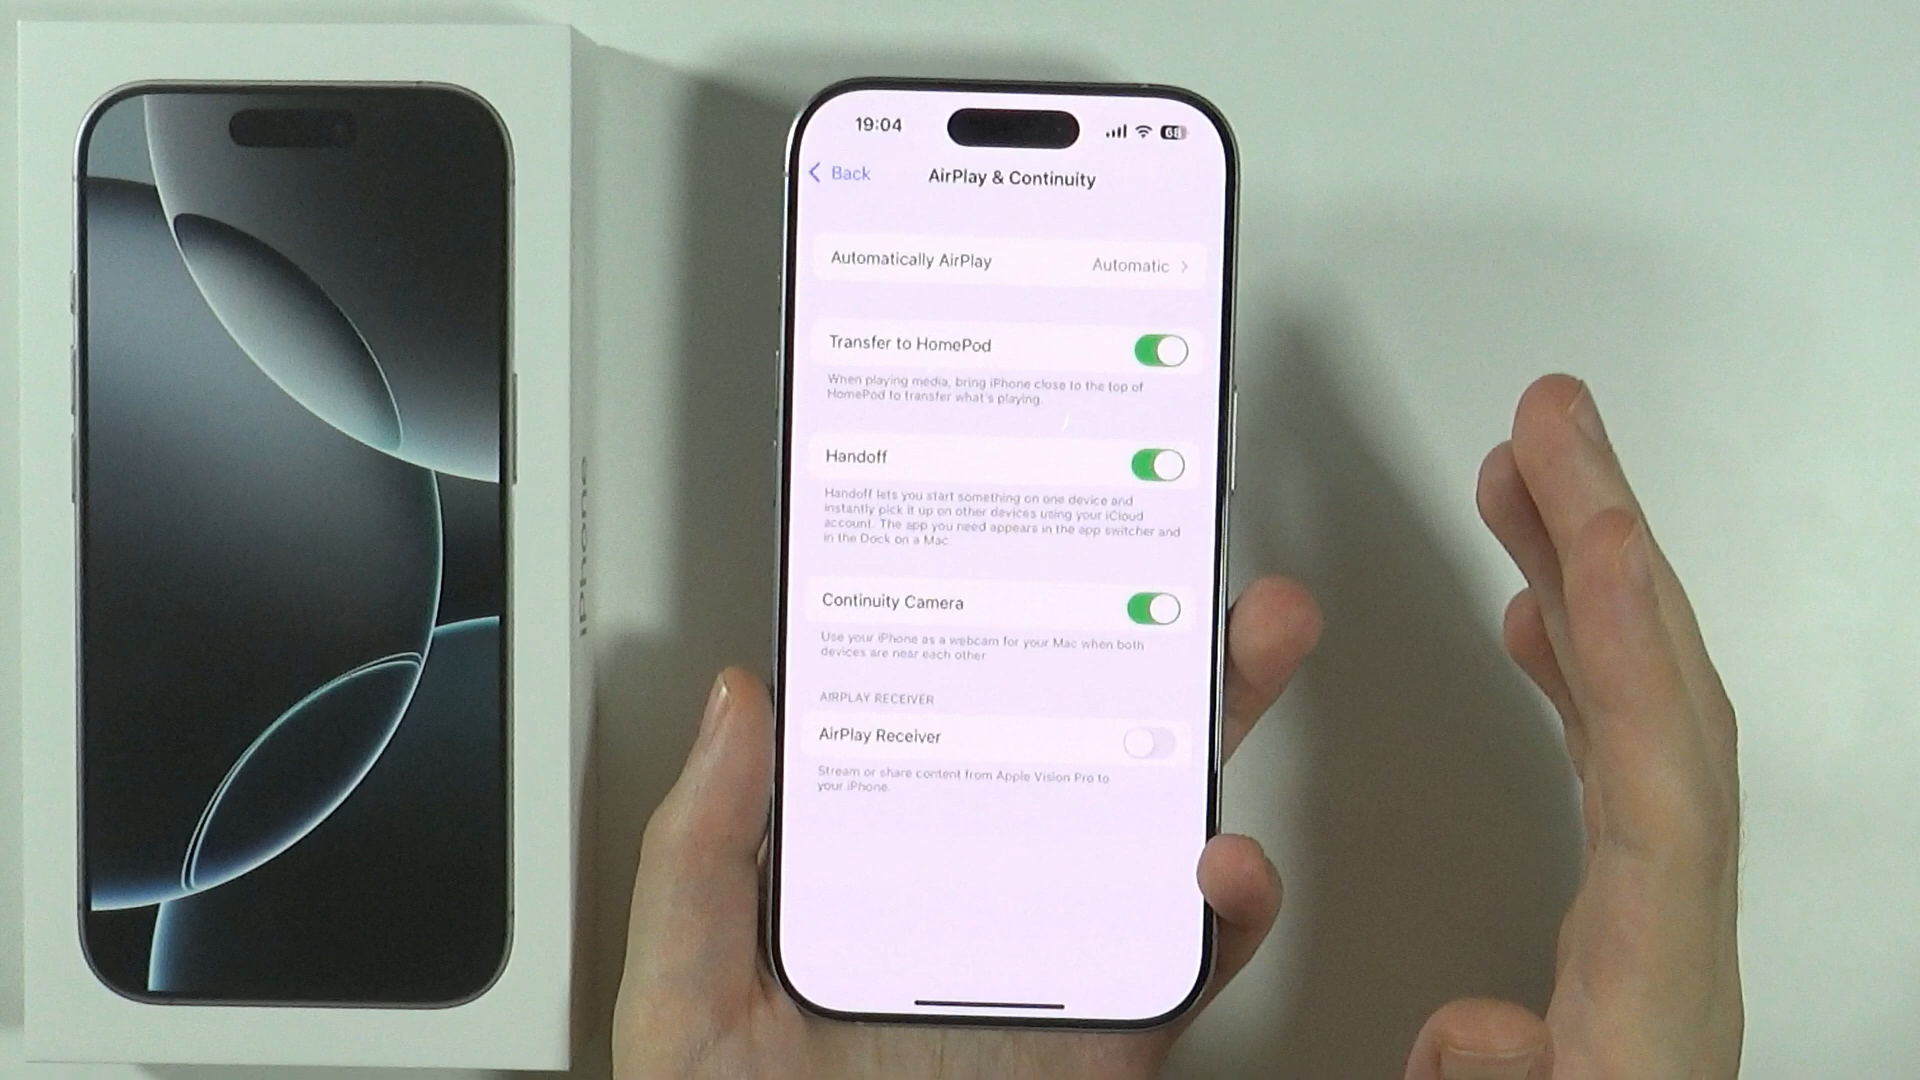 iPhone
19:04
68
Back
AirPlay & Continuity
Automatically AirPlay
Automatic
Transfer to HomePod
When playing media, bring iPhone close to the top of
HomePod to transfer what's playing.
Handoff
Handoff lets you start something on one device and
instantly pick it up on other devices using your iCloud
account. The app you need appears in the app switcher and
in the Dock on a Mac.
Continuity Camera
Use your iPhone as a webcam for your Mac when both
devices are near each other
AIRPLAY RECEIVER
AirPlay Receiver
Stream or share content from Apple Vision Pro to
your iPhone.